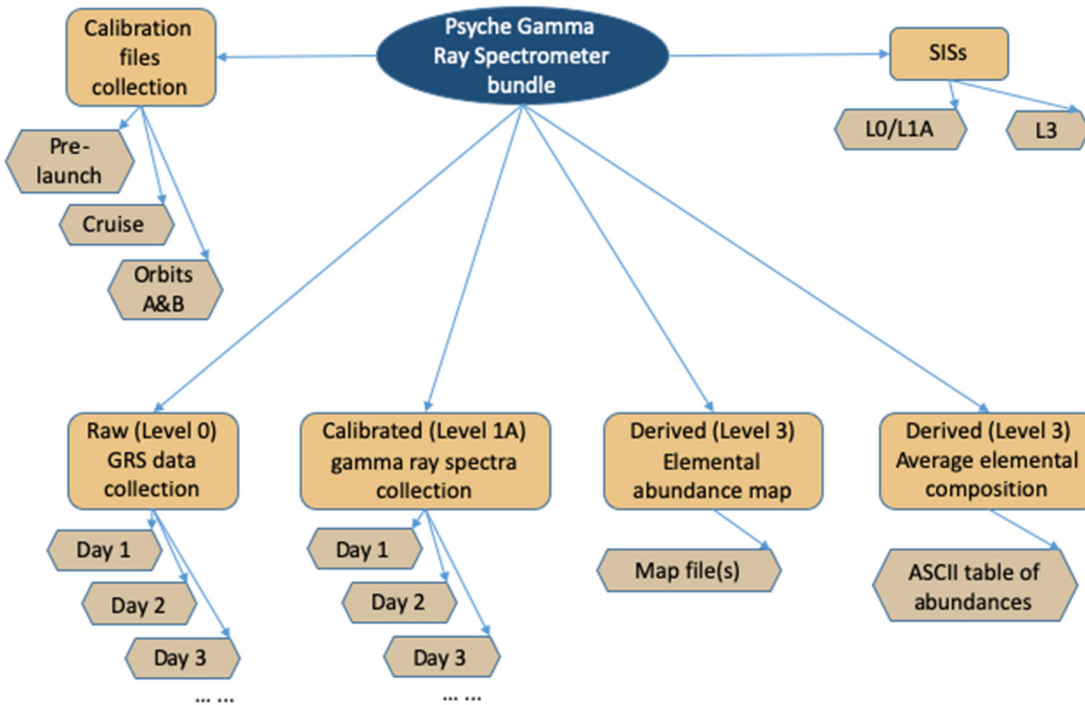 Psyche Gamma
Ray Spectrometer
bundle
Calibration
files
collection
Pre-
launch
Cruise
Orbits
A&B
SISs
L0/L1A
L3
Raw (Level 0)
GRS data
collection
Day 1
Day 2
Day 3
... ...
Calibrated (Level 1A)
gamma ray spectra
collection
Day 1
Day 2
Day 3
... ...
Derived (Level 3)
Elemental
abundance map
Map file(s)
Derived (Level 3)
Average elemental
composition
ASCII table of
abundances